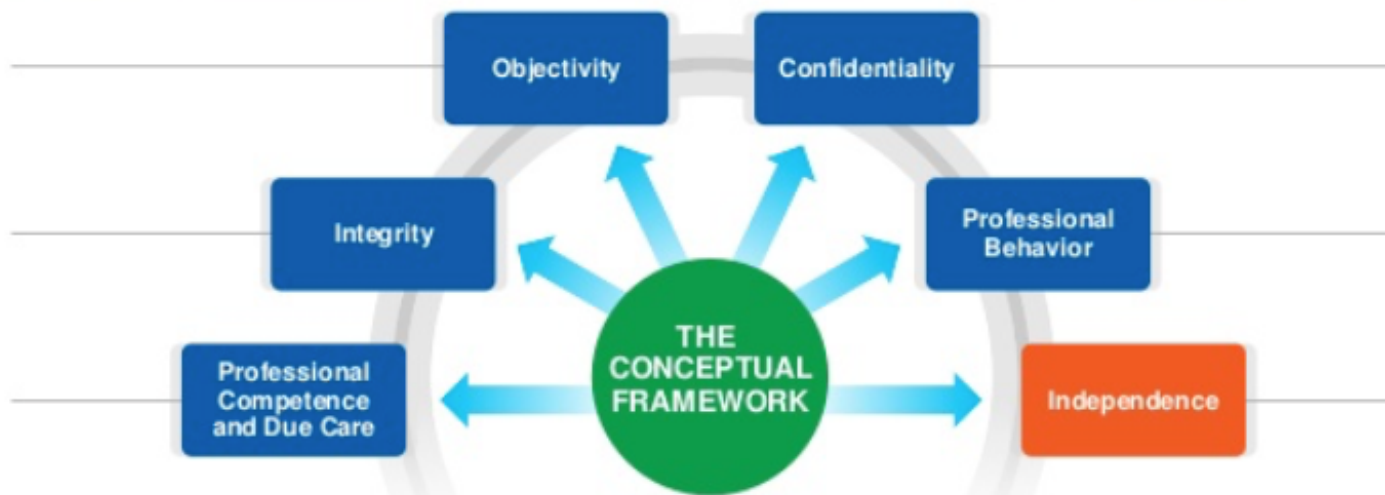 Objectivity
Confidentiality
Integrity
Professional
Behavior
THE
CONCEPTUAL
FRAMEWORK
Professional
Competence
and Due Care
Independence